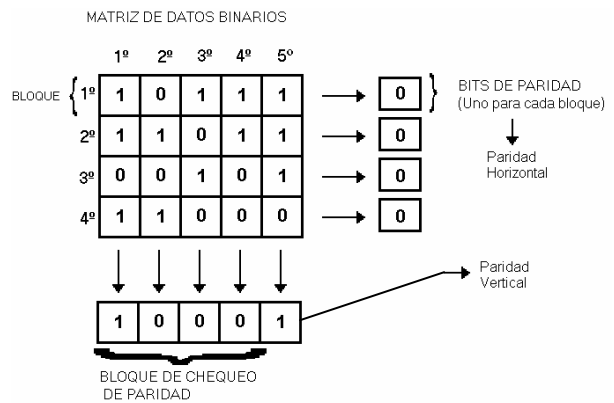 MATRIZ DE DATOS BINARIOS
1º 2º 3º 4º 5º
BLOQUE { 1º 1 0 1 1 1 0 } BITS DE PARIDAD
(Uno para cada bloque)
2º 1 1 0 1 1 0
Paridad
Horizontal
3º 0 0 1 0 1 0
4º 1 1 0 0 0 0
Paridad
Vertical
1 0 0 0 1
BLOQUE DE CHEQUEO
DE PARIDAD